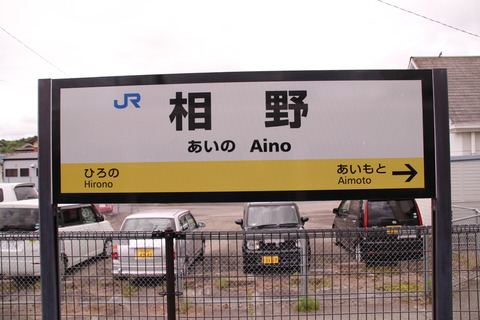 JR 相野
あいの Aino
ひろの あいもと →
Hirono Aimoto